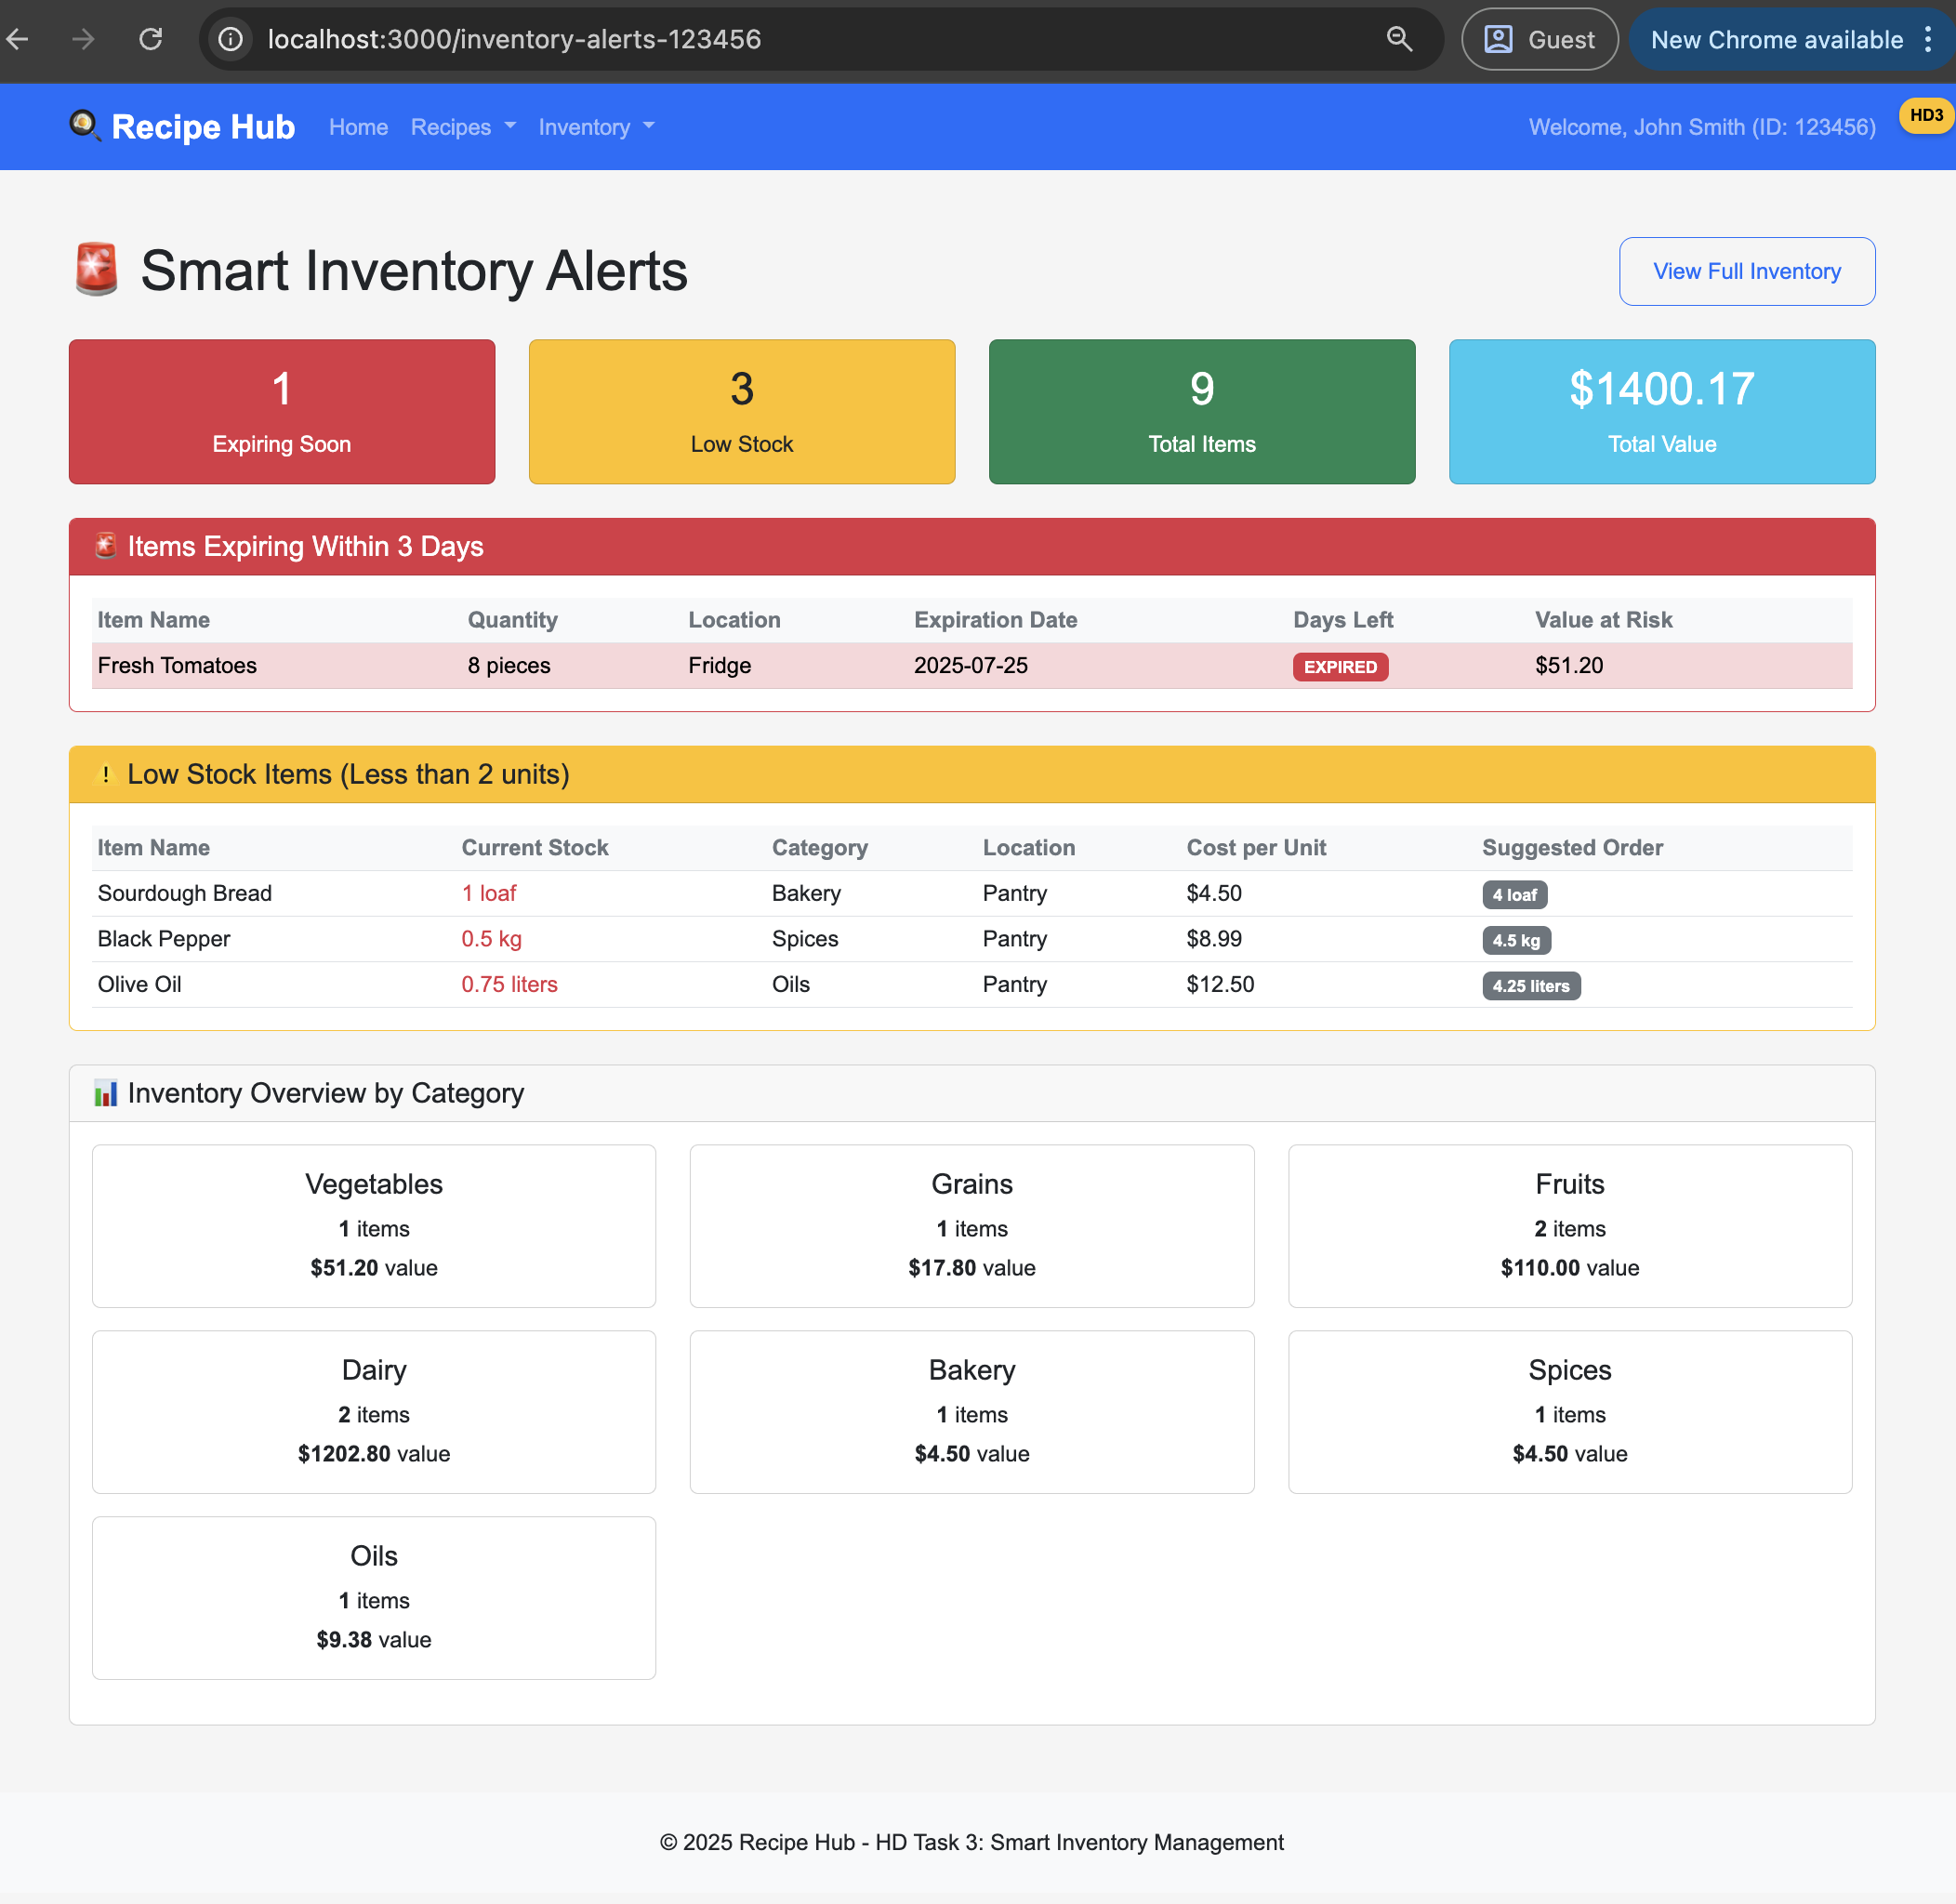 localhost:3000/inventory-alerts-123456
Guest
New Chrome available
Recipe Hub
Home
Recipes
Inventory
Welcome, John Smith (ID: 123456)
HD3
Smart Inventory Alerts
View Full Inventory
1
Expiring Soon
3
Low Stock
9
Total Items
$1400.17
Total Value
Items Expiring Within 3 Days
Item Name Quantity Location Expiration Date Days Left Value at Risk
Fresh Tomatoes 8 pieces Fridge 2025-07-25 EXPIRED $51.20
Low Stock Items (Less than 2 units)
Item Name Current Stock Category Location Cost per Unit Suggested Order
Sourdough Bread 1 loaf Bakery Pantry $4.50 4 loaf
Black Pepper 0.5 kg Spices Pantry $8.99 4.5 kg
Olive Oil 0.75 liters Oils Pantry $12.50 4.25 liters
Inventory Overview by Category
Vegetables
1 items
$51.20 value
Grains
1 items
$17.80 value
Fruits
2 items
$110.00 value
Dairy
2 items
$1202.80 value
Bakery
1 items
$4.50 value
Spices
1 items
$4.50 value
Oils
1 items
$9.38 value
© 2025 Recipe Hub - HD Task 3: Smart Inventory Management